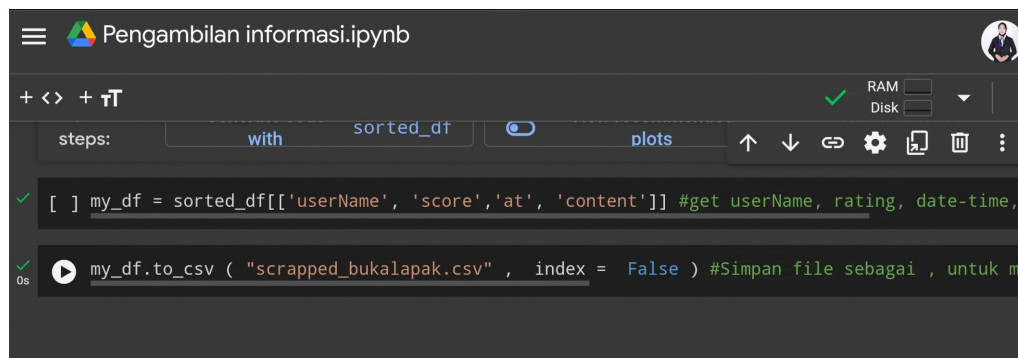 Pengambilan informasi.ipynb
+ <> + TT
RAM
Disk
steps:
with
sorted_df
plots
[ ] my_df = sorted_df[['userName', 'score','at', 'content']] #get userName, rating, date-time,
0s
my_df.to_csv ( "scrapped_bukalapak.csv" , index = False ) #Simpan file sebagai , untuk m